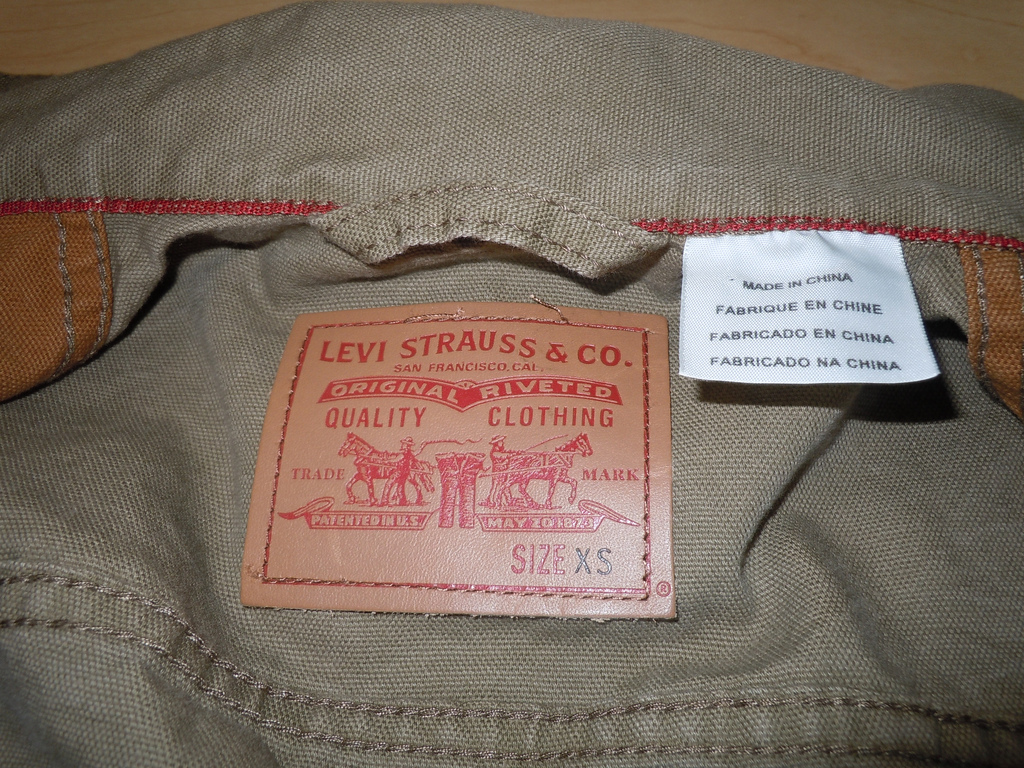 LEVI STRAUSS & CO.
SAN FRANCISCO, CAL.
ORIGINAL RIVETED
QUALITY CLOTHING
TRADE MARK
PATENTED IN U.S. MAY 20 1873
SIZE XS
®
MADE IN CHINA
FABRIQUE EN CHINE
FABRICADO EN CHINA
FABRICADO NA CHINA